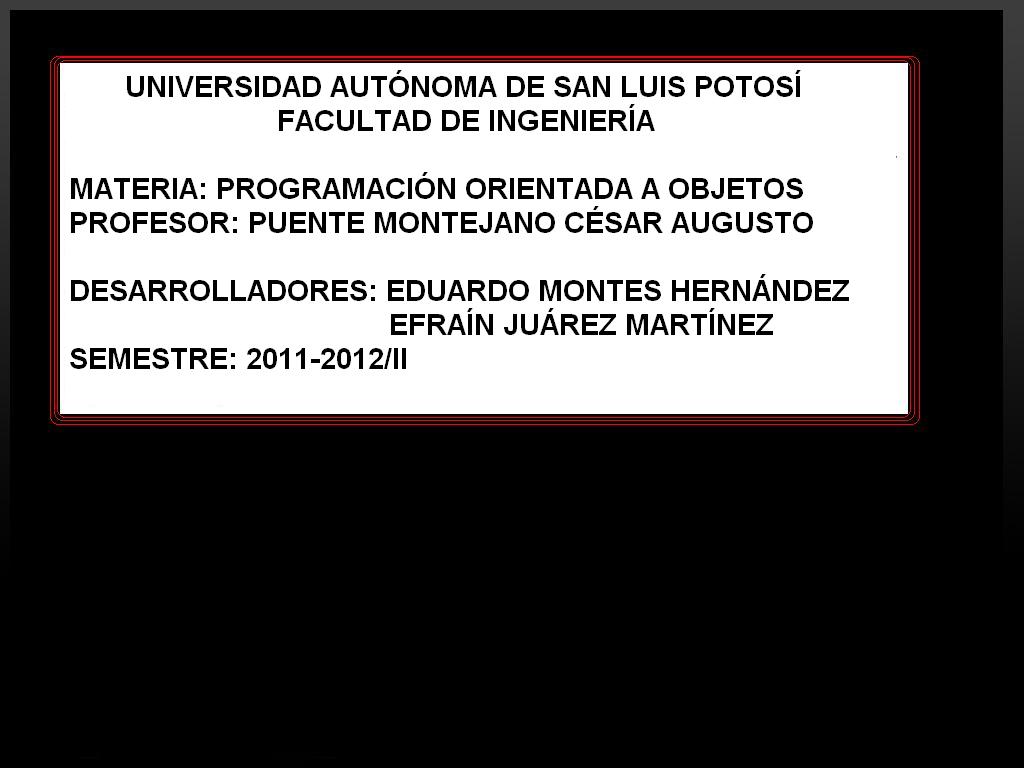 UNIVERSIDAD AUTÓNOMA DE SAN LUIS POTOSÍ
FACULTAD DE INGENIERÍA
MATERIA: PROGRAMACIÓN ORIENTADA A OBJETOS
PROFESOR: PUENTE MONTEJANO CÉSAR AUGUSTO
DESARROLLADORES: EDUARDO MONTES HERNÁNDEZ
EFRAÍN JUÁREZ MARTÍNEZ
SEMESTRE: 2011-2012/II